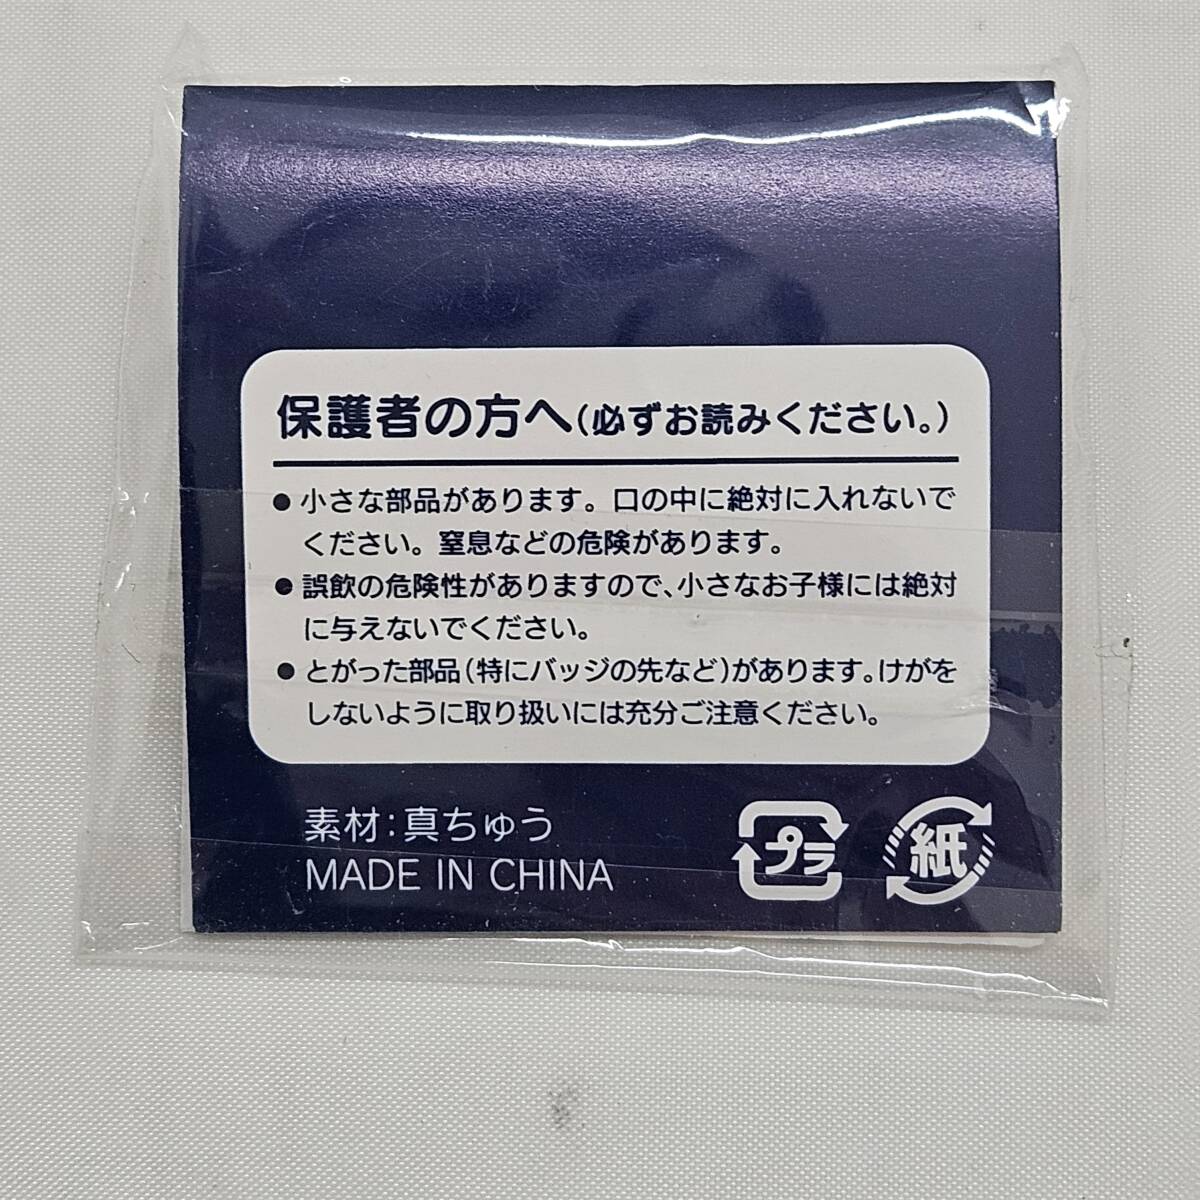 保護者の方へ(必ずお読みください。)
●小さな部品があります。口の中に絶対に入れないで
ください。窒息などの危険があります。
●誤飲の危険性がありますので、小さなお子様には絶対
に与えないでください。
●とがった部品(特にバッジの先など)があります。けがを
しないように取り扱いには充分ご注意ください。
素材:真ちゅう
MADE IN CHINA
プラ
紙